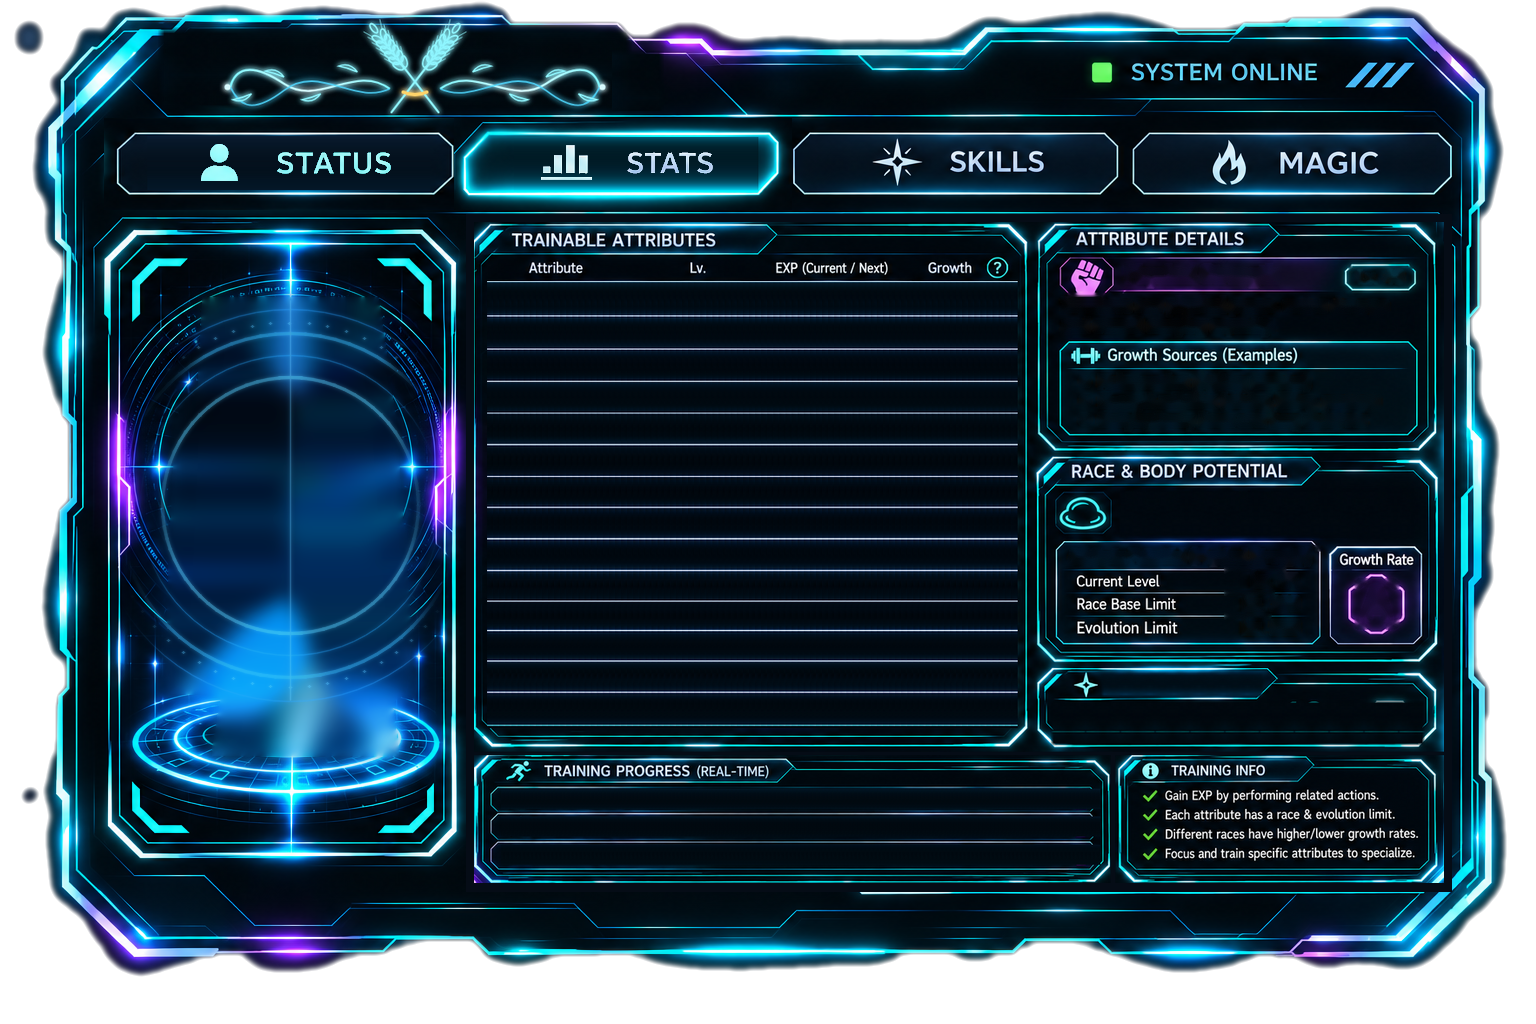 SYSTEM ONLINE
STATUS
STATS
SKILLS
MAGIC
TRAINABLE ATTRIBUTES
Attribute Lv. EXP (Current / Next) Growth ?
ATTRIBUTE DETAILS
Growth Sources (Examples)
RACE & BODY POTENTIAL
Current Level
Race Base Limit
Evolution Limit
Growth Rate
TRAINING PROGRESS (REAL-TIME)
TRAINING INFO
Gain EXP by performing related actions.
Each attribute has a race & evolution limit.
Different races have higher/lower growth rates.
Focus and train specific attributes to specialize.